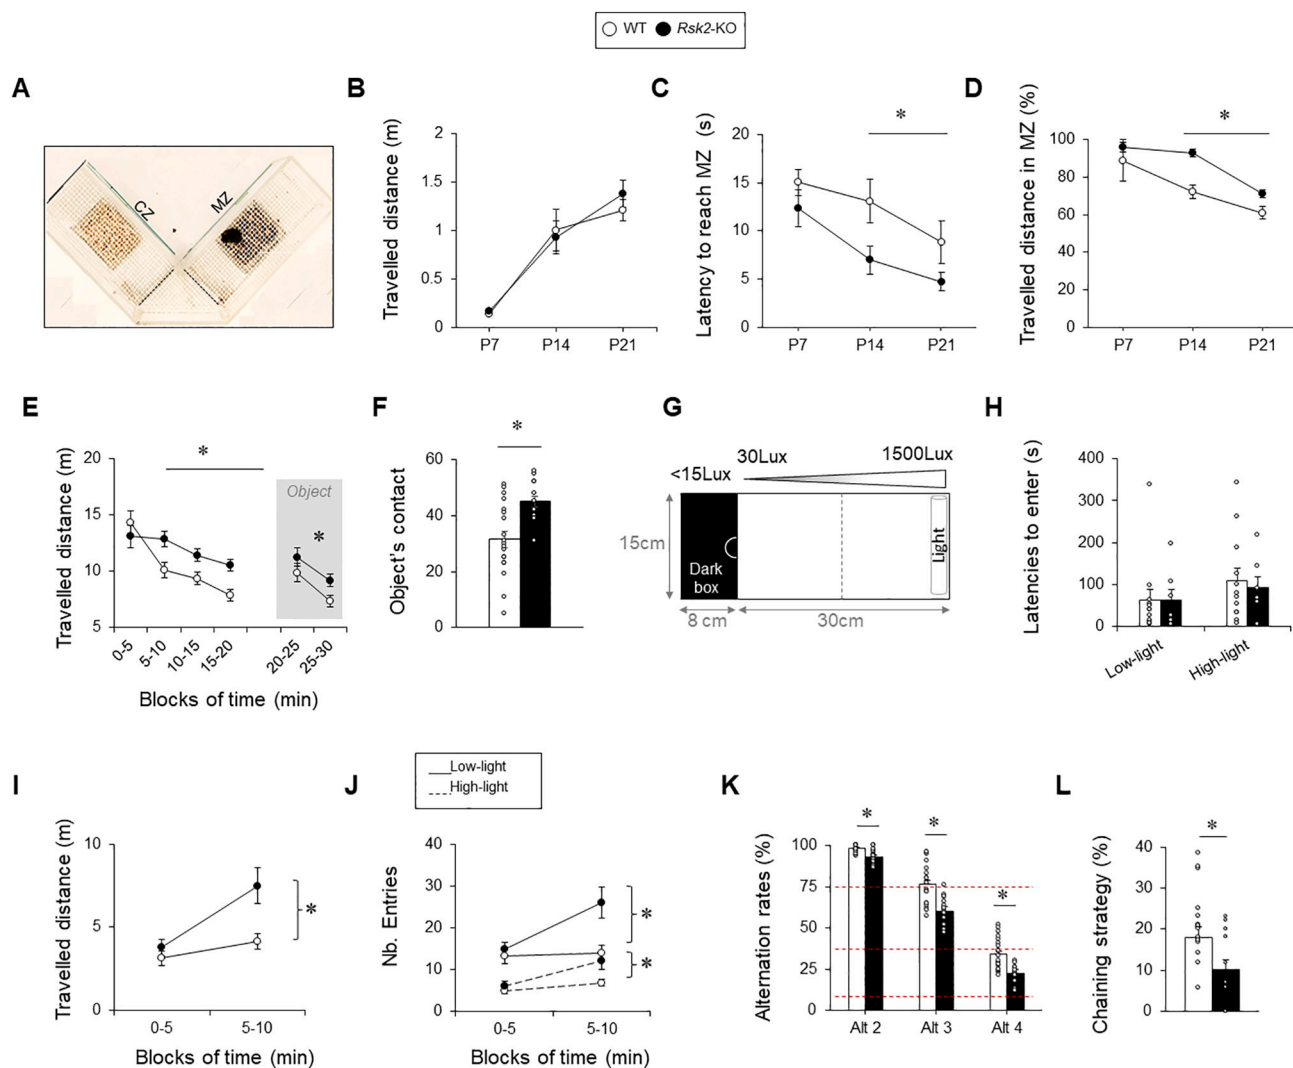 WT Rsk2-KO
A
B
C
D
CZ
MZ
Travelled distance (m)
2
1.5
1
0.5
0
P7 P14 P21
Latency to reach MZ (s)
20
15
10
5
0
*
P7 P14 P21
Travelled distance in MZ (%)
100
80
60
40
20
0
*
P7 P14 P21
E
F
G
H
Travelled distance (m)
20
15
10
5
*
Object
*
0-5 5-10 10-15 15-20 20-25 25-30
Blocks of time (min)
Object's contact
60
40
20
0
*
<15Lux
30Lux
1500Lux
15cm
Dark
box
Light
8 cm
30cm
Latencies to enter (s)
400
300
200
100
0
Low-light High-light
Low-light
High-light
I
J
K
L
Travelled distance (m)
10
5
0
*
0-5 5-10
Blocks of time (min)
Nb. Entries
40
30
20
10
0
*
*
0-5 5-10
Blocks of time (min)
Alternation rates (%)
100
75
50
25
0
*
*
*
Alt 2 Alt 3 Alt 4
Chaining strategy (%)
40
30
20
10
0
*